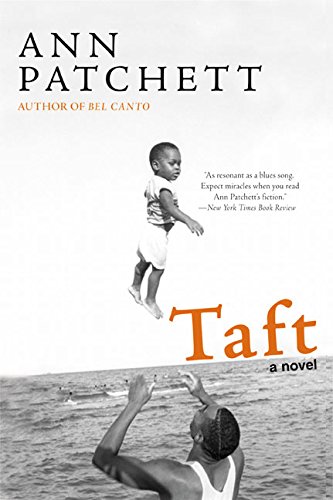 ANN
PATCHETT
AUTHOR OF BEL CANTO
"As resonant as a blues song.
Expect miracles when you read
Ann Patchett's fiction."
—New York Times Book Review
Taft
a novel